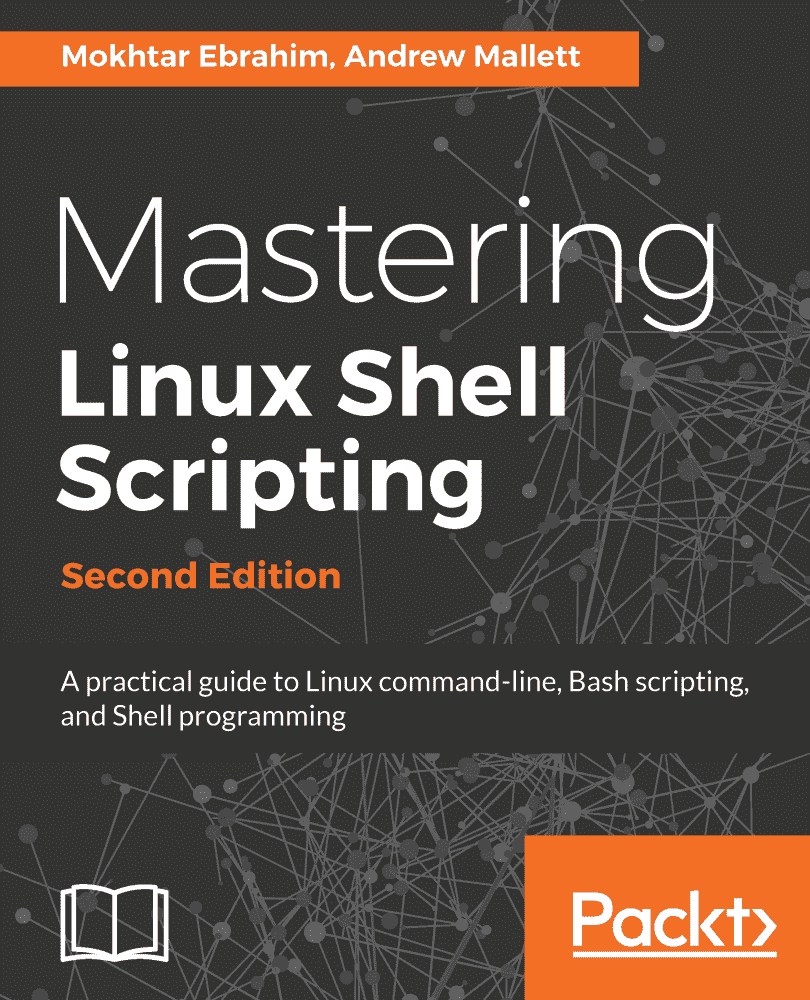 Mokhtar Ebrahim, Andrew Mallett
Mastering
Linux Shell
Scripting
Second Edition
A practical guide to Linux command-line, Bash scripting,
and Shell programming
Packt